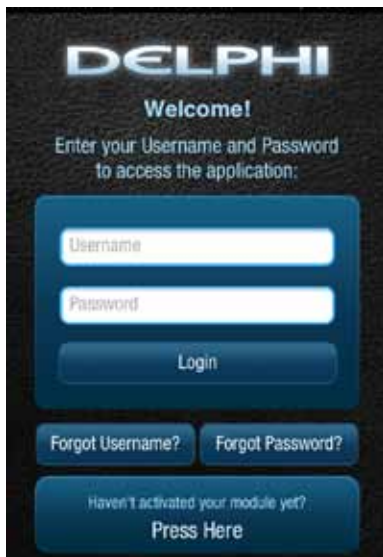 DELPHI
Welcome!
Enter your Username and Password
to access the application:
Username
Password
Login
Forgot Username?
Forgot Password?
Haven't activated your module yet?
Press Here